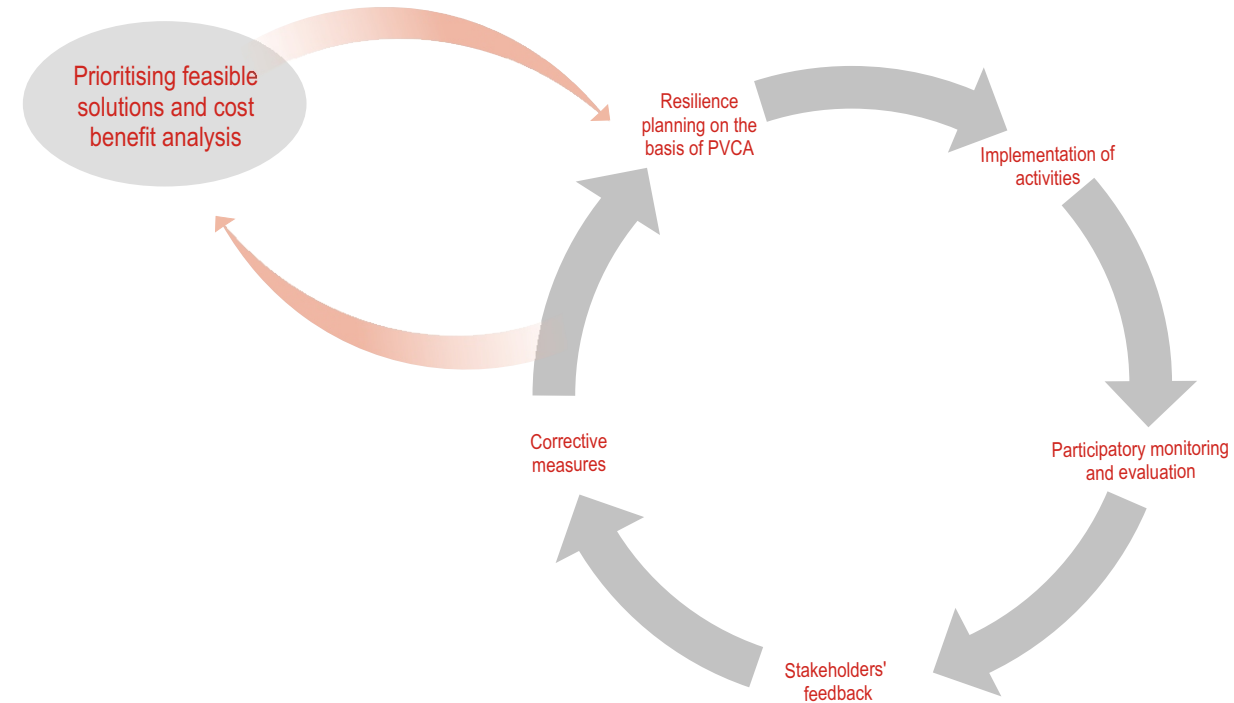 Prioritising feasible
solutions and cost
benefit analysis
Resilience
planning on the
basis of PVCA
Implementation of
activities
Participatory monitoring
and evaluation
Stakeholders'
feedback
Corrective
measures